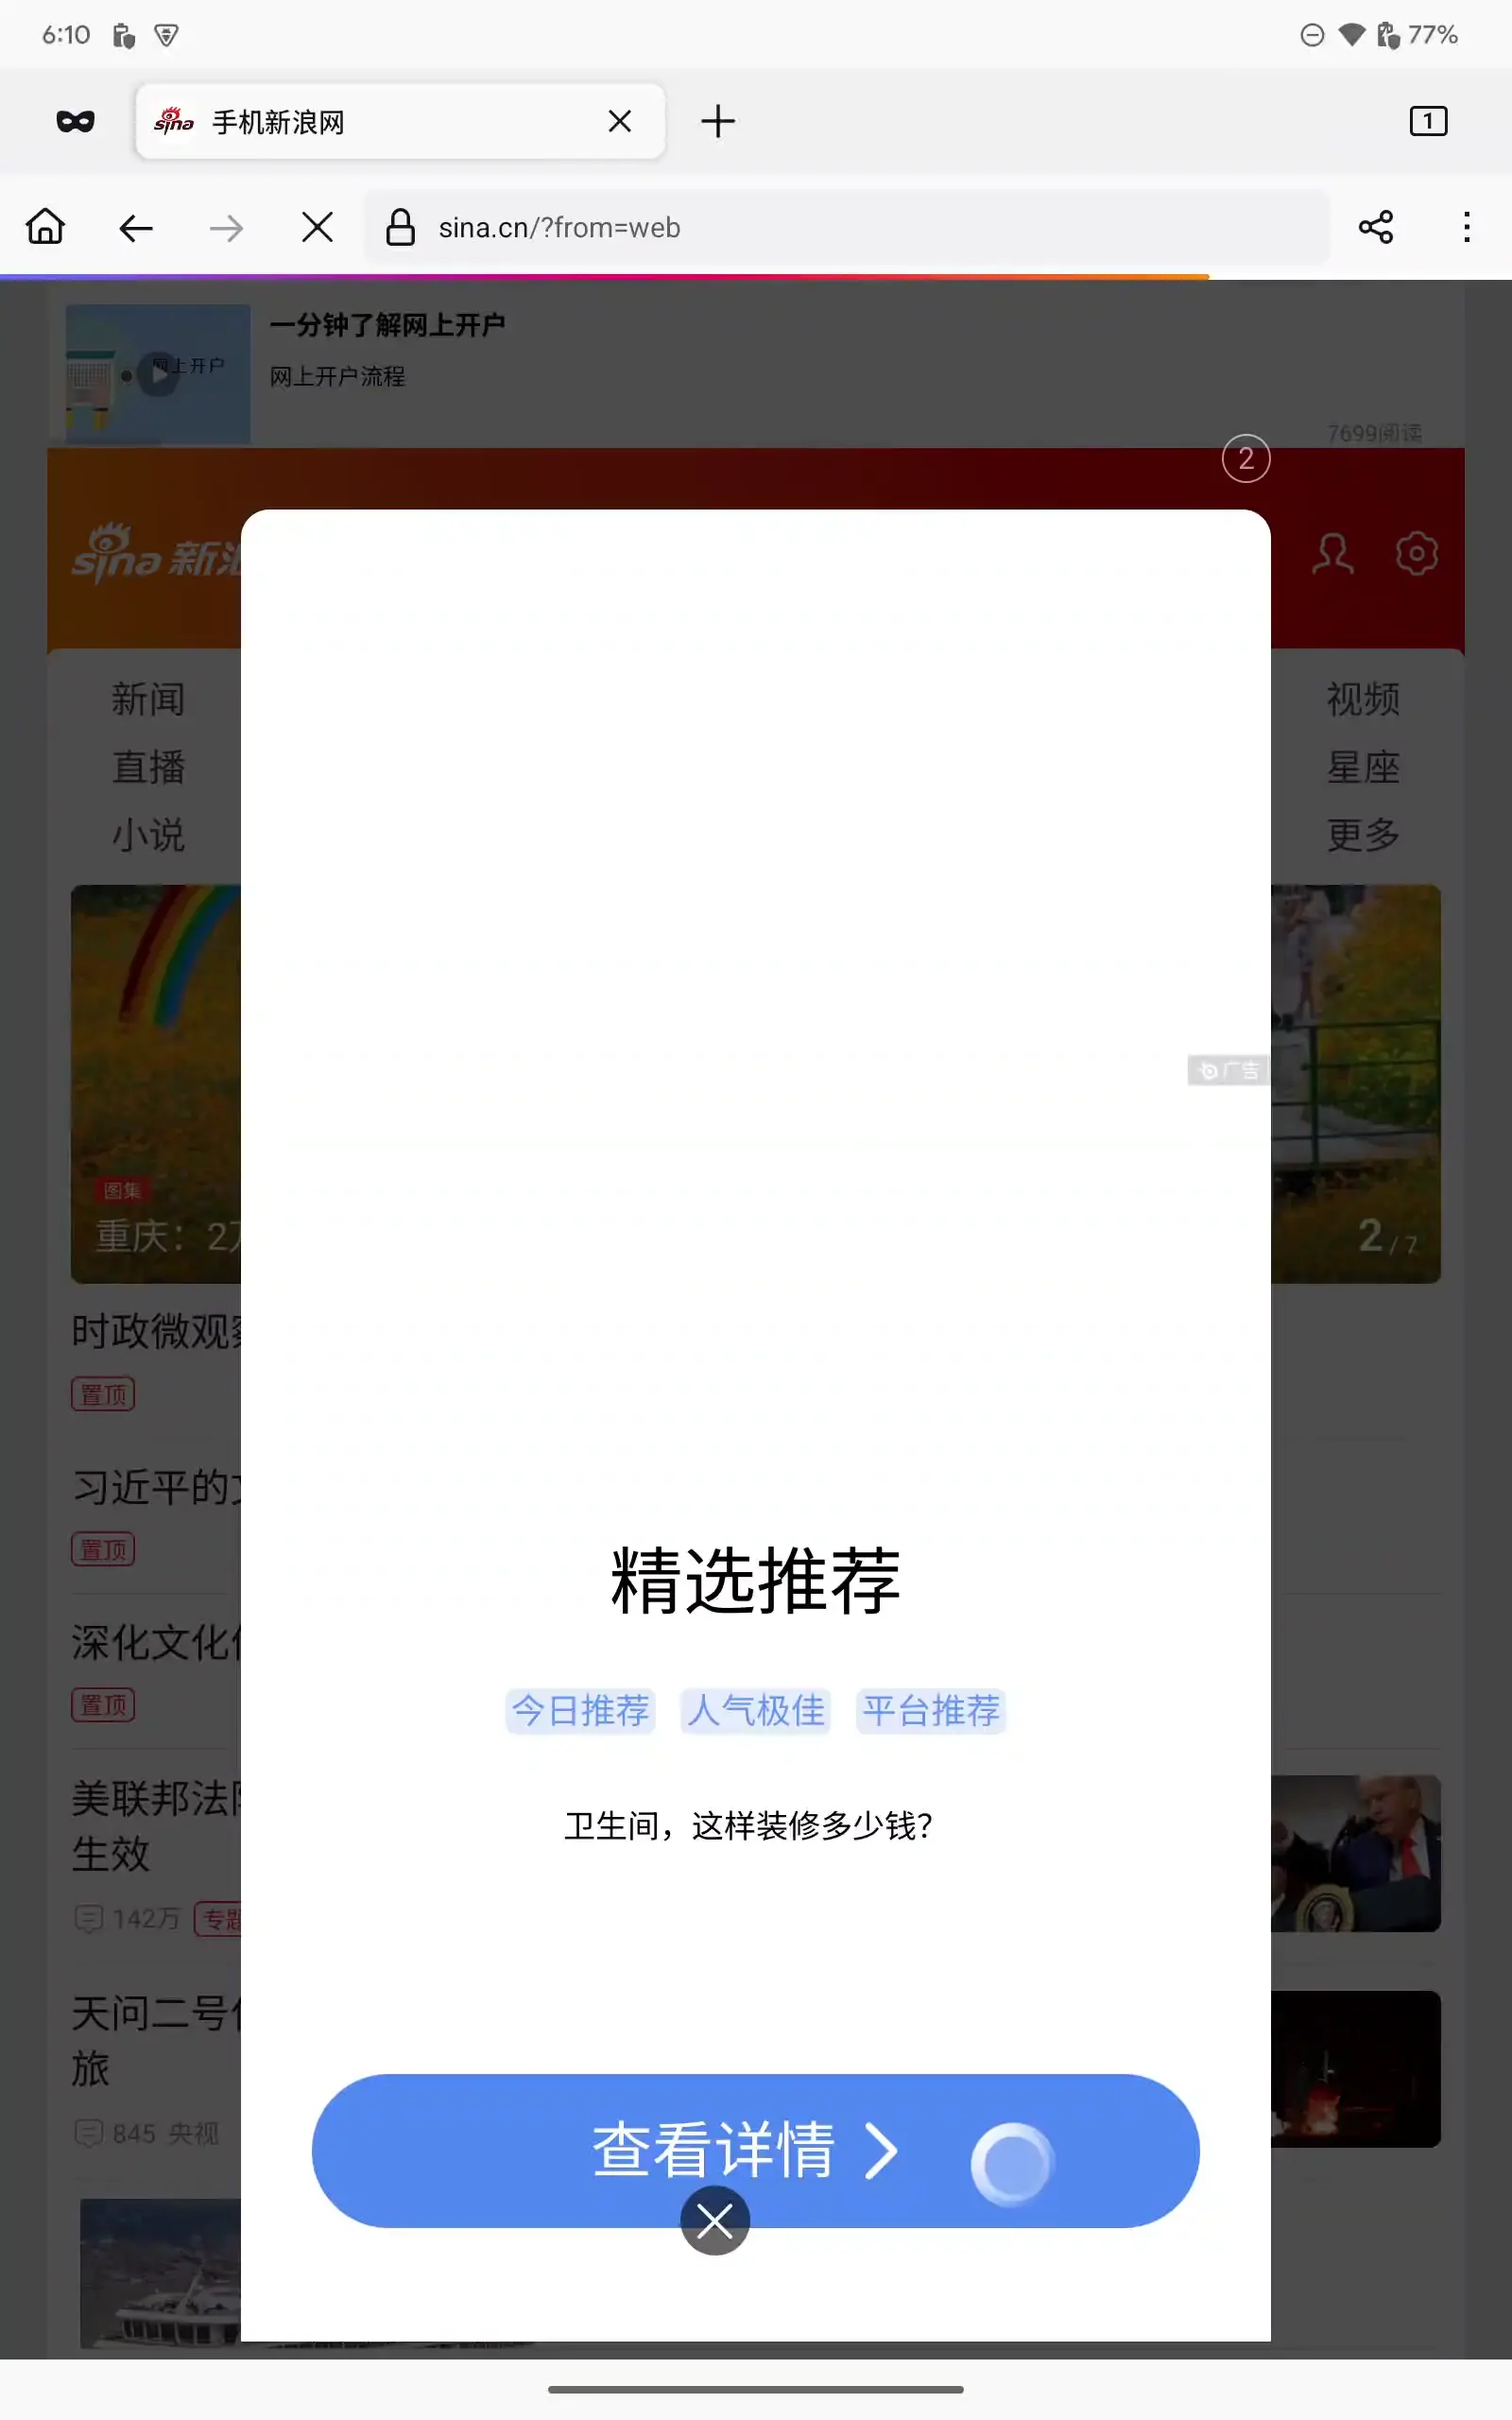 6:10
77%
sina 手机新浪网
1
sina.cn/?from=web
一分钟了解网上开户
网上开户
网上开户流程
7699阅读
2
sina 新浪
新闻
视频
直播
星座
小说
更多
广告
图集
重庆：2
2 / 7
时政微观
置顶
习近平的
置顶
精选推荐
深化文化
置顶
今日推荐 人气极佳 平台推荐
美联邦法
生效
卫生间，这样装修多少钱？
142万 专题
天问二号
旅
845 央视
查看详情